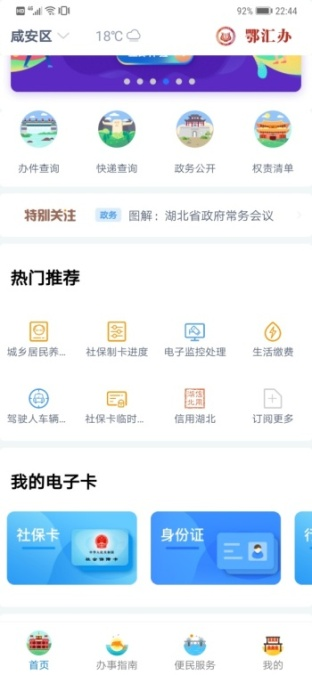 92% 22:44
咸安区 18℃ 鄂汇办
办件查询 快递查询 政务公开 权责清单
特别关注 政务 图解：湖北省政府常务会议
热门推荐
城乡居民养... 社保制卡进度 电子监控处理 生活缴费
驾驶人车辆... 社保卡临时... 信用湖北 订阅更多
我的电子卡
社保卡 身份证 行
首页 办事指南 便民服务 我的